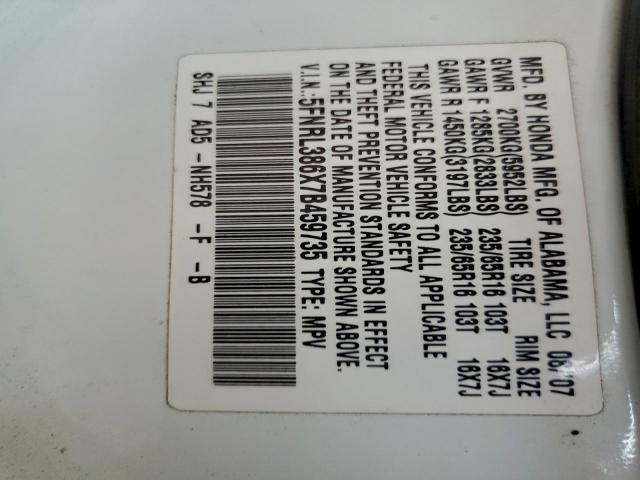 MFD. BY HONDA MFG. OF ALABAMA, LLC 06/07
GVWR 2700KG(5952LBS) TIRE SIZE RIM SIZE
GAWR F 1285KG(2833LBS) 235/65R16 103T 16X7J
GAWR R 1450KG(3197LBS) 235/65R16 103T 16X7J
THIS VEHICLE CONFORMS TO ALL APPLICABLE
FEDERAL MOTOR VEHICLE SAFETY
AND THEFT PREVENTION STANDARDS IN EFFECT
ON THE DATE OF MANUFACTURE SHOWN ABOVE.
V.I.N.:5FNRL386X7B459735 TYPE: MPV
SHJ 7 AD5 -NH578 -F -B